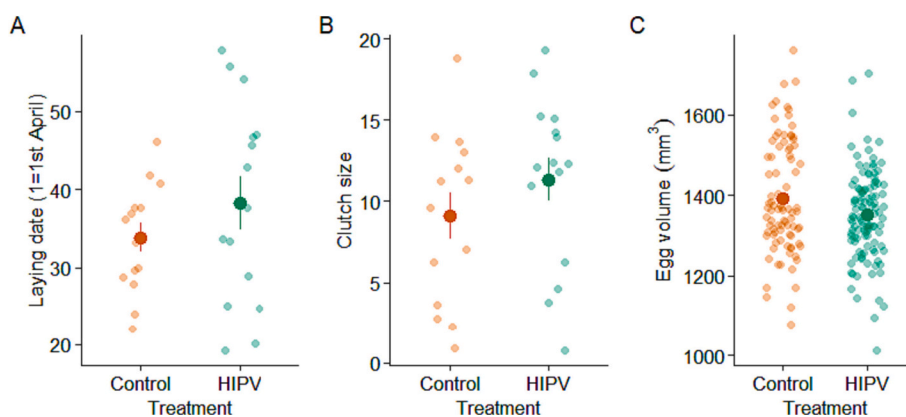 A
Laying date (1=1st April)
50
40
30
20
Control
HIPV
Treatment
B
Clutch size
20
15
10
5
0
Control
HIPV
Treatment
C
Egg volume (mm³)
1600
1400
1200
1000
Control
HIPV
Treatment